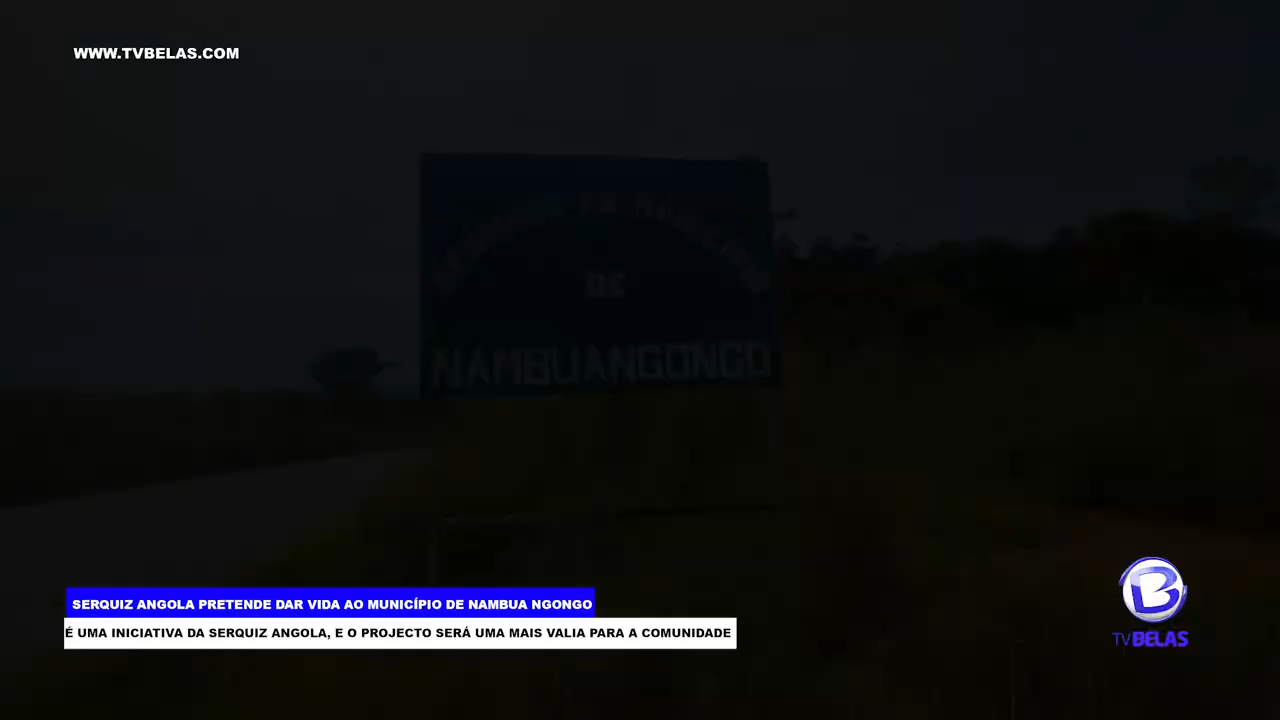 WWW.TVBELAS.COM
DE
NAMBUANGONGO
SERQUIZ ANGOLA PRETENDE DAR VIDA AO MUNICÍPIO DE NAMBUA NGONGO
É UMA INICIATIVA DA SERQUIZ ANGOLA, E O PROJECTO SERÁ UMA MAIS VALIA PARA A COMUNIDADE
B
TVBELAS